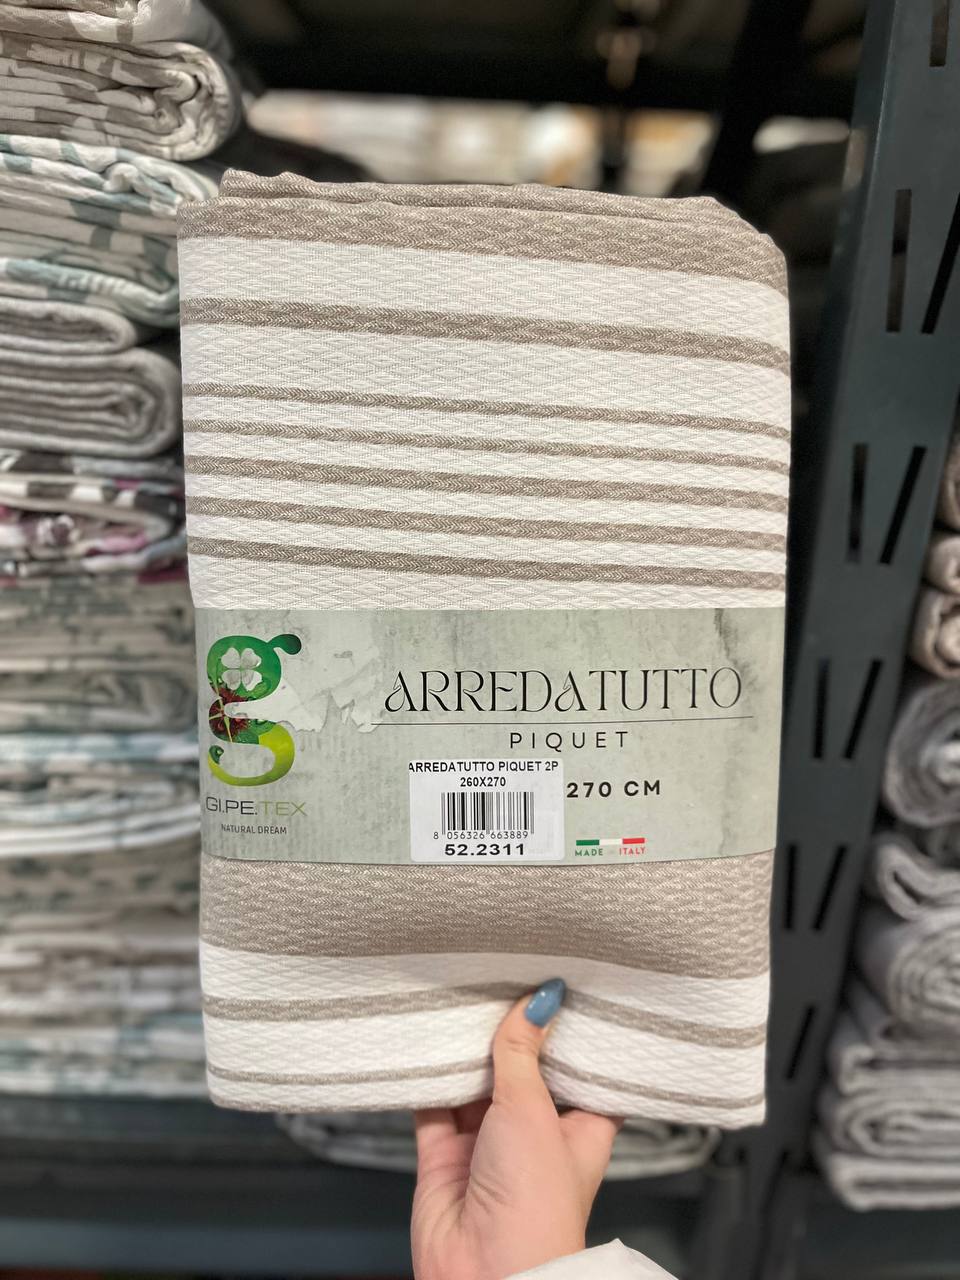 g
ARREDATUTTO
PIQUET
ARREDATUTTO PIQUET 2P
260X270
270 CM
GI.PE.TEX
NATURAL DREAM
8 056326 663889
52.2311
MADE IN ITALY